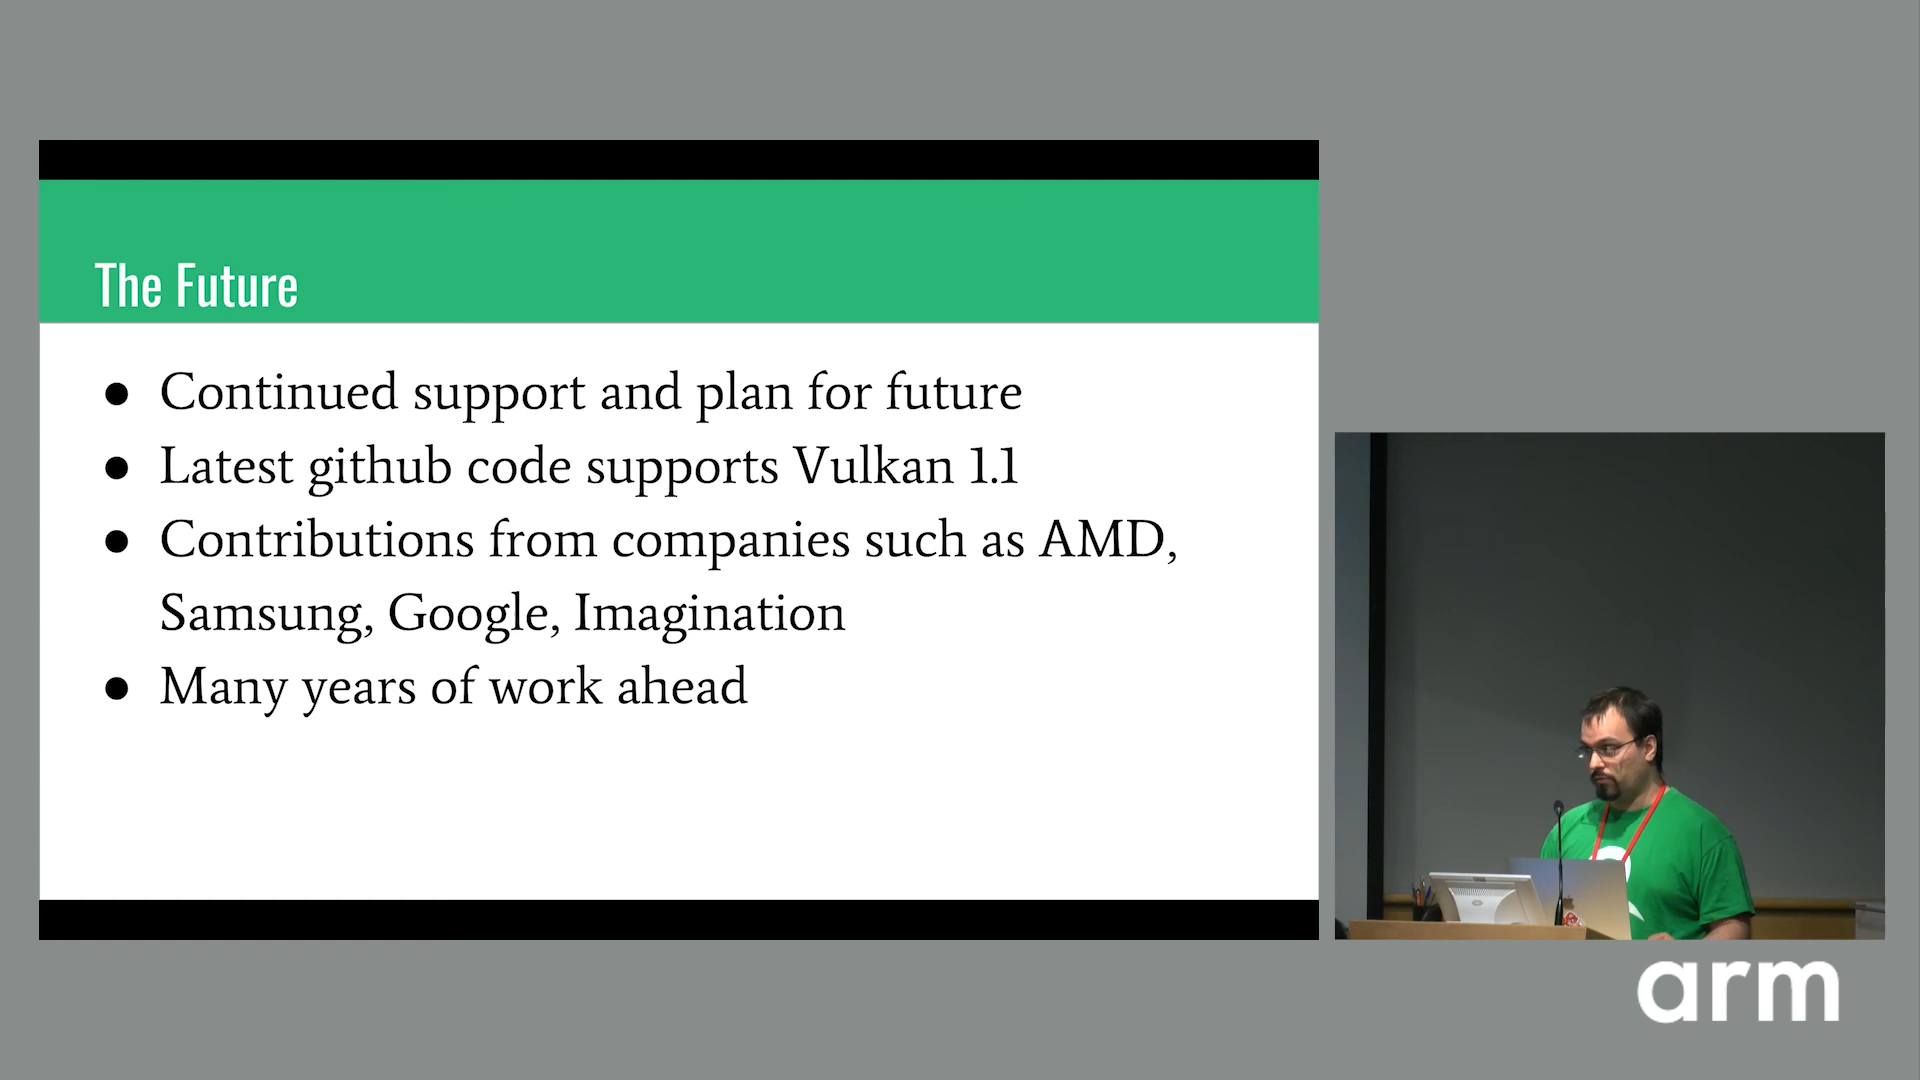 The Future
● Continued support and plan for future
● Latest github code supports Vulkan 1.1
● Contributions from companies such as AMD,
Samsung, Google, Imagination
● Many years of work ahead
arm